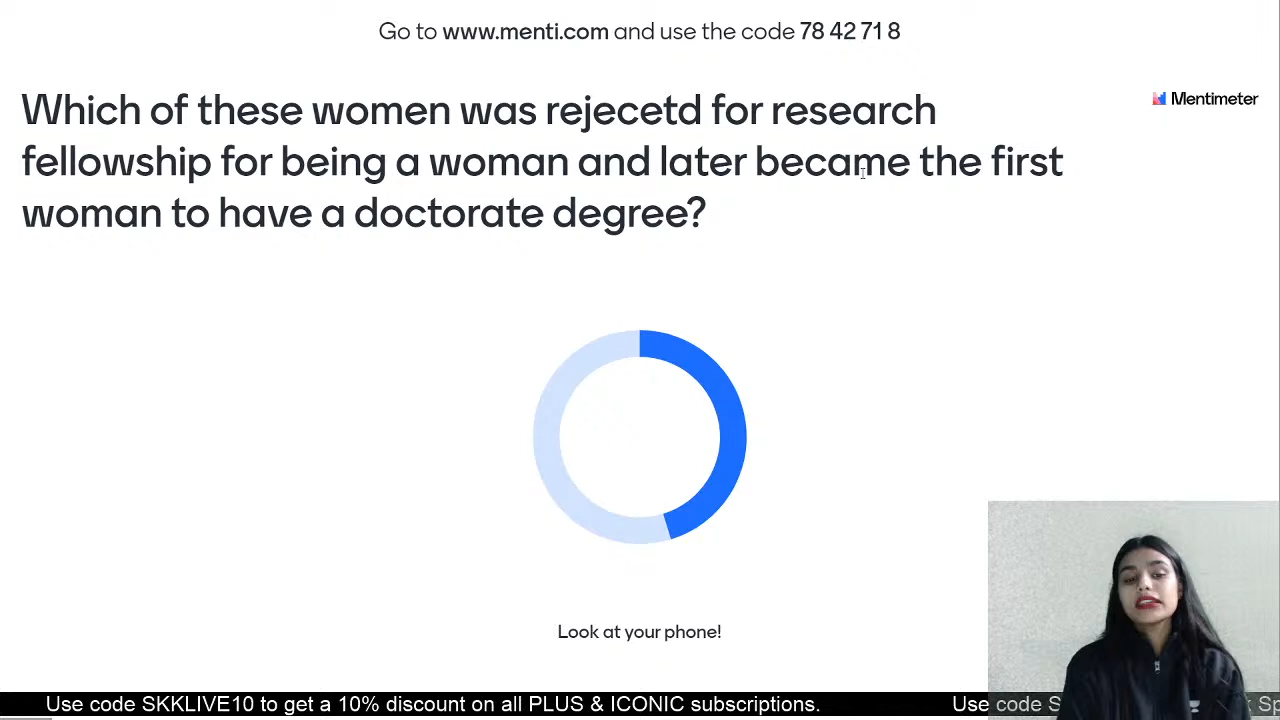 Go to www.menti.com and use the code 78 42 71 8
Which of these women was rejecetd for research
fellowship for being a woman and later became the first
woman to have a doctorate degree?
Mentimeter
Look at your phone!
Use code SKKLIVE10 to get a 10% discount on all PLUS & ICONIC subscriptions. Use code